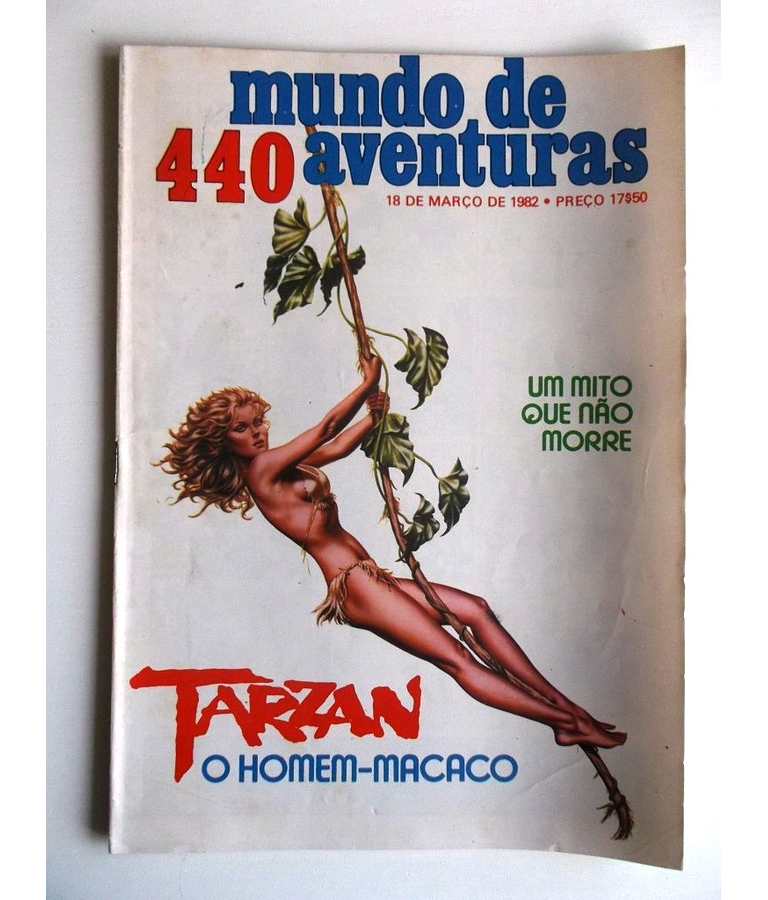 mundo de
440 aventuras
18 DE MARÇO DE 1982 • PREÇO 17$50
UM MITO
QUE NÃO
MORRE
TARZAN
O HOMEM-MACACO